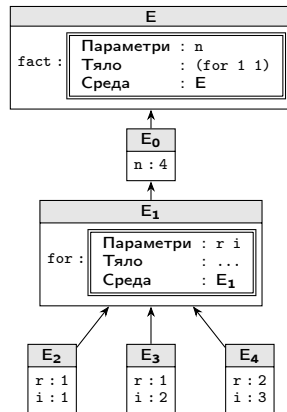 E
fact : Параметри : n
Тяло : (for 1 1)
Среда : E
E₀
n : 4
E₁
for : Параметри : r i
Тяло : ...
Среда : E₁
E₂ E₃ E₄
r : 1 r : 1 r : 2
i : 1 i : 2 i : 3